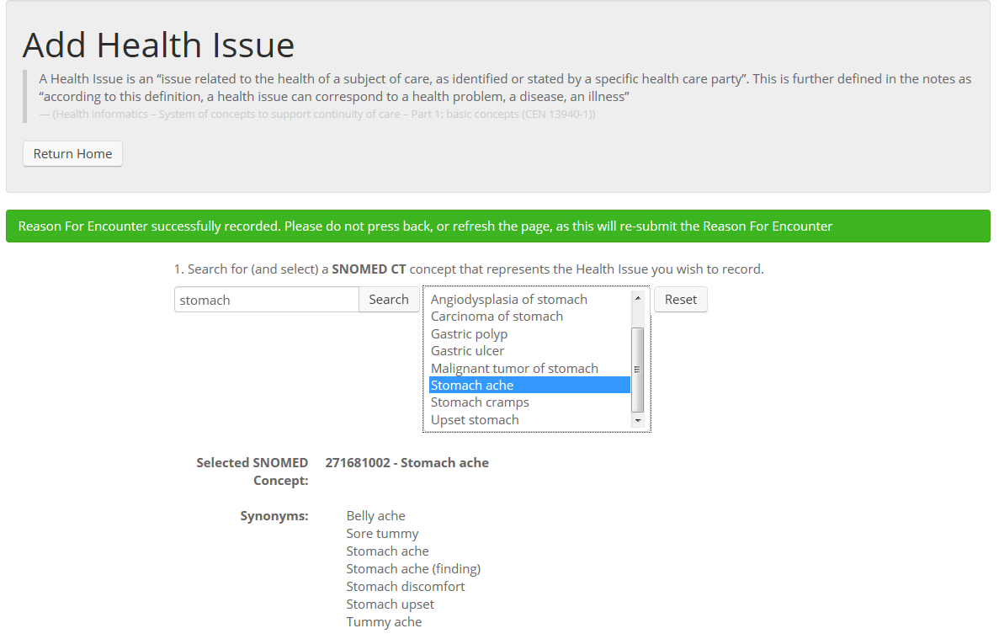 Add Health Issue
A Health Issue is an “issue related to the health of a subject of care, as identified or stated by a specific health care party”. This is further defined in the notes as
“according to this definition, a health issue can correspond to a health problem, a disease, an illness”
— (Health informatics – System of concepts to support continuity of care – Part 1: basic concepts (CEN 13940-1))
Return Home
Reason For Encounter successfully recorded. Please do not press back, or refresh the page, as this will re-submit the Reason For Encounter
1. Search for (and select) a SNOMED CT concept that represents the Health Issue you wish to record.
stomach Search Reset
Angiodysplasia of stomach
Carcinoma of stomach
Gastric polyp
Gastric ulcer
Malignant tumor of stomach
Stomach ache
Stomach cramps
Upset stomach
Selected SNOMED 271681002 - Stomach ache
Concept:
Synonyms: Belly ache
Sore tummy
Stomach ache
Stomach ache (finding)
Stomach discomfort
Stomach upset
Tummy ache